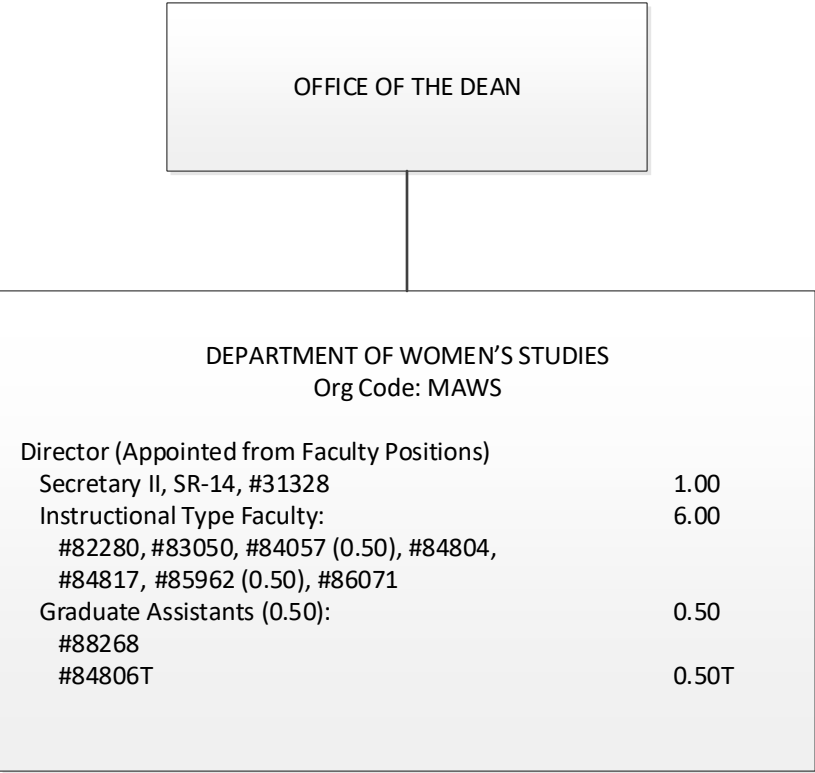 OFFICE OF THE DEAN
DEPARTMENT OF WOMEN’S STUDIES
Org Code: MAWS
Director (Appointed from Faculty Positions)
Secretary II, SR-14, #31328 1.00
Instructional Type Faculty: 6.00
#82280, #83050, #84057 (0.50), #84804,
#84817, #85962 (0.50), #86071
Graduate Assistants (0.50): 0.50
#88268
#84806T 0.50T